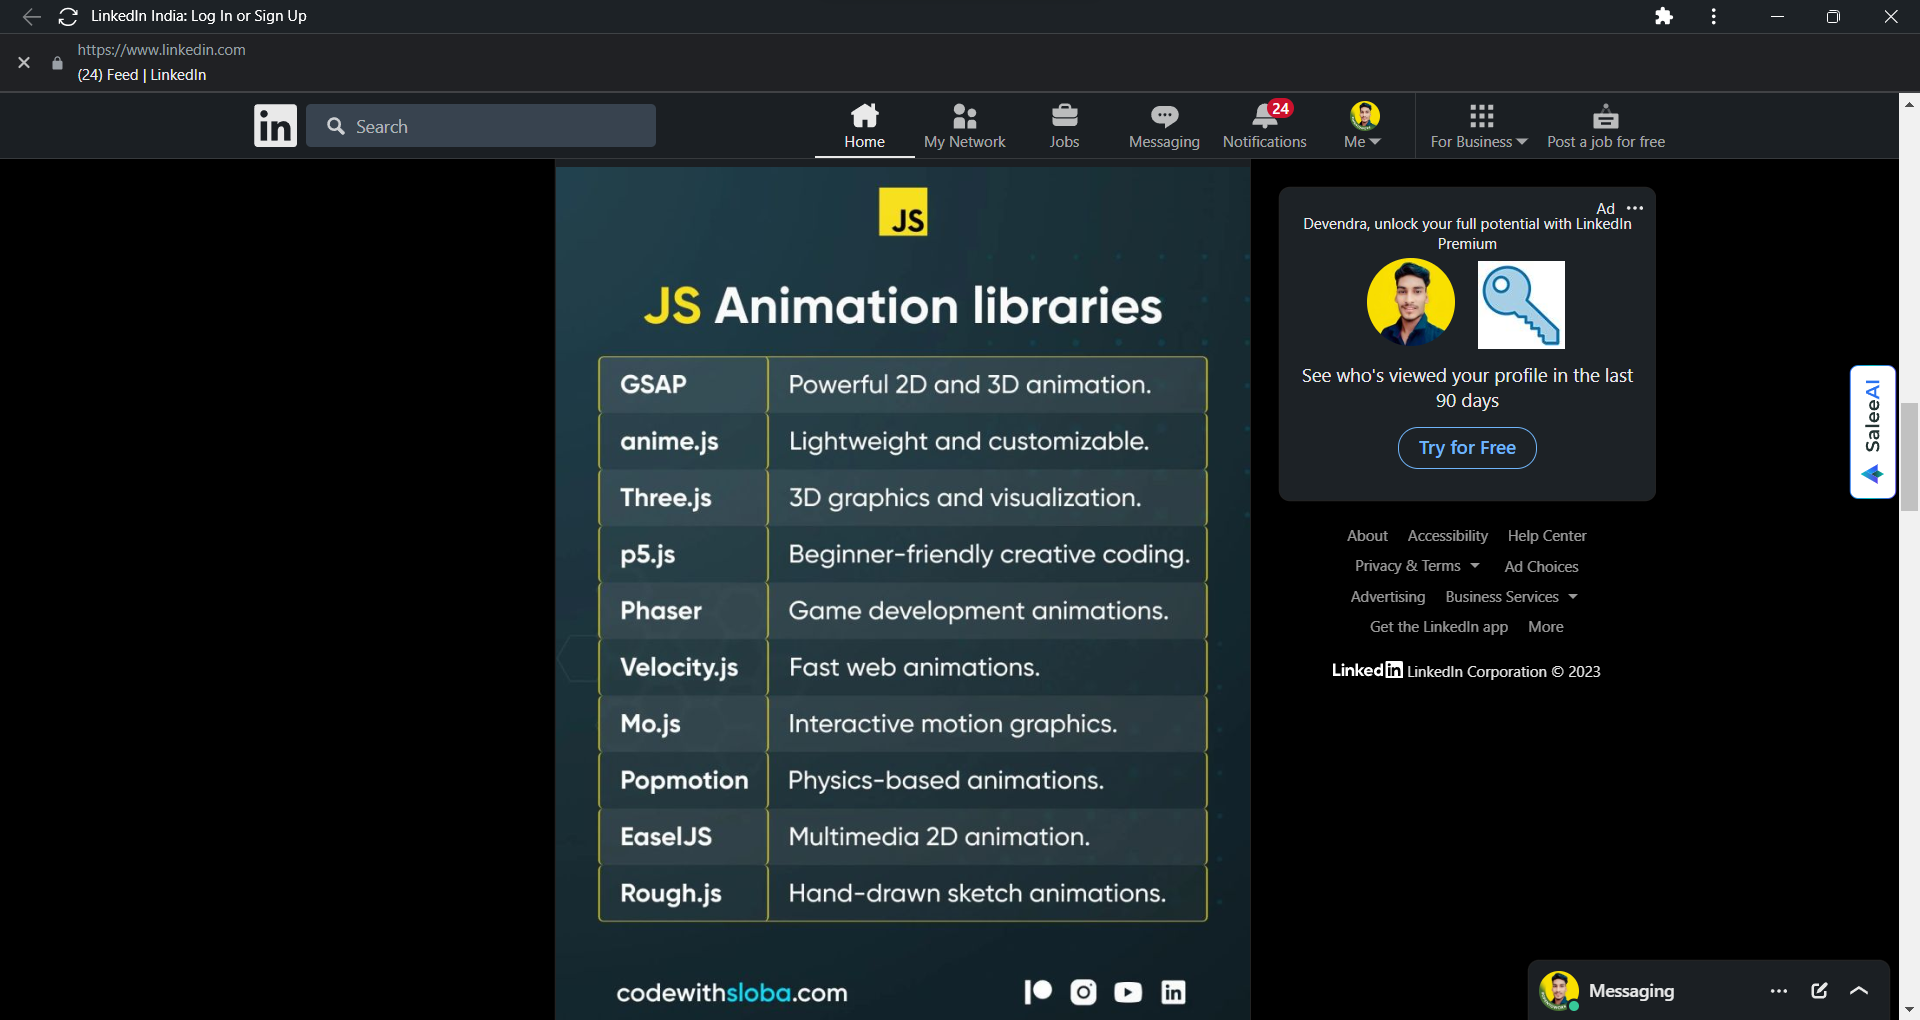 LinkedIn India: Log In or Sign Up
https://www.linkedin.com
(24) Feed | LinkedIn
in
Search
Home
My Network
Jobs
Messaging
24
Notifications
Me
For Business
Post a job for free
JS
JS Animation libraries
GSAP Powerful 2D and 3D animation.
anime.js Lightweight and customizable.
Three.js 3D graphics and visualization.
p5.js Beginner-friendly creative coding.
Phaser Game development animations.
Velocity.js Fast web animations.
Mo.js Interactive motion graphics.
Popmotion Physics-based animations.
EaselJS Multimedia 2D animation.
Rough.js Hand-drawn sketch animations.
codewithsloba.com
in
Ad
Devendra, unlock your full potential with LinkedIn
Premium
See who's viewed your profile in the last
90 days
Try for Free
About Accessibility Help Center
Privacy & Terms Ad Choices
Advertising Business Services
Get the LinkedIn app More
LinkedIn LinkedIn Corporation © 2023
SaleeAI
Messaging